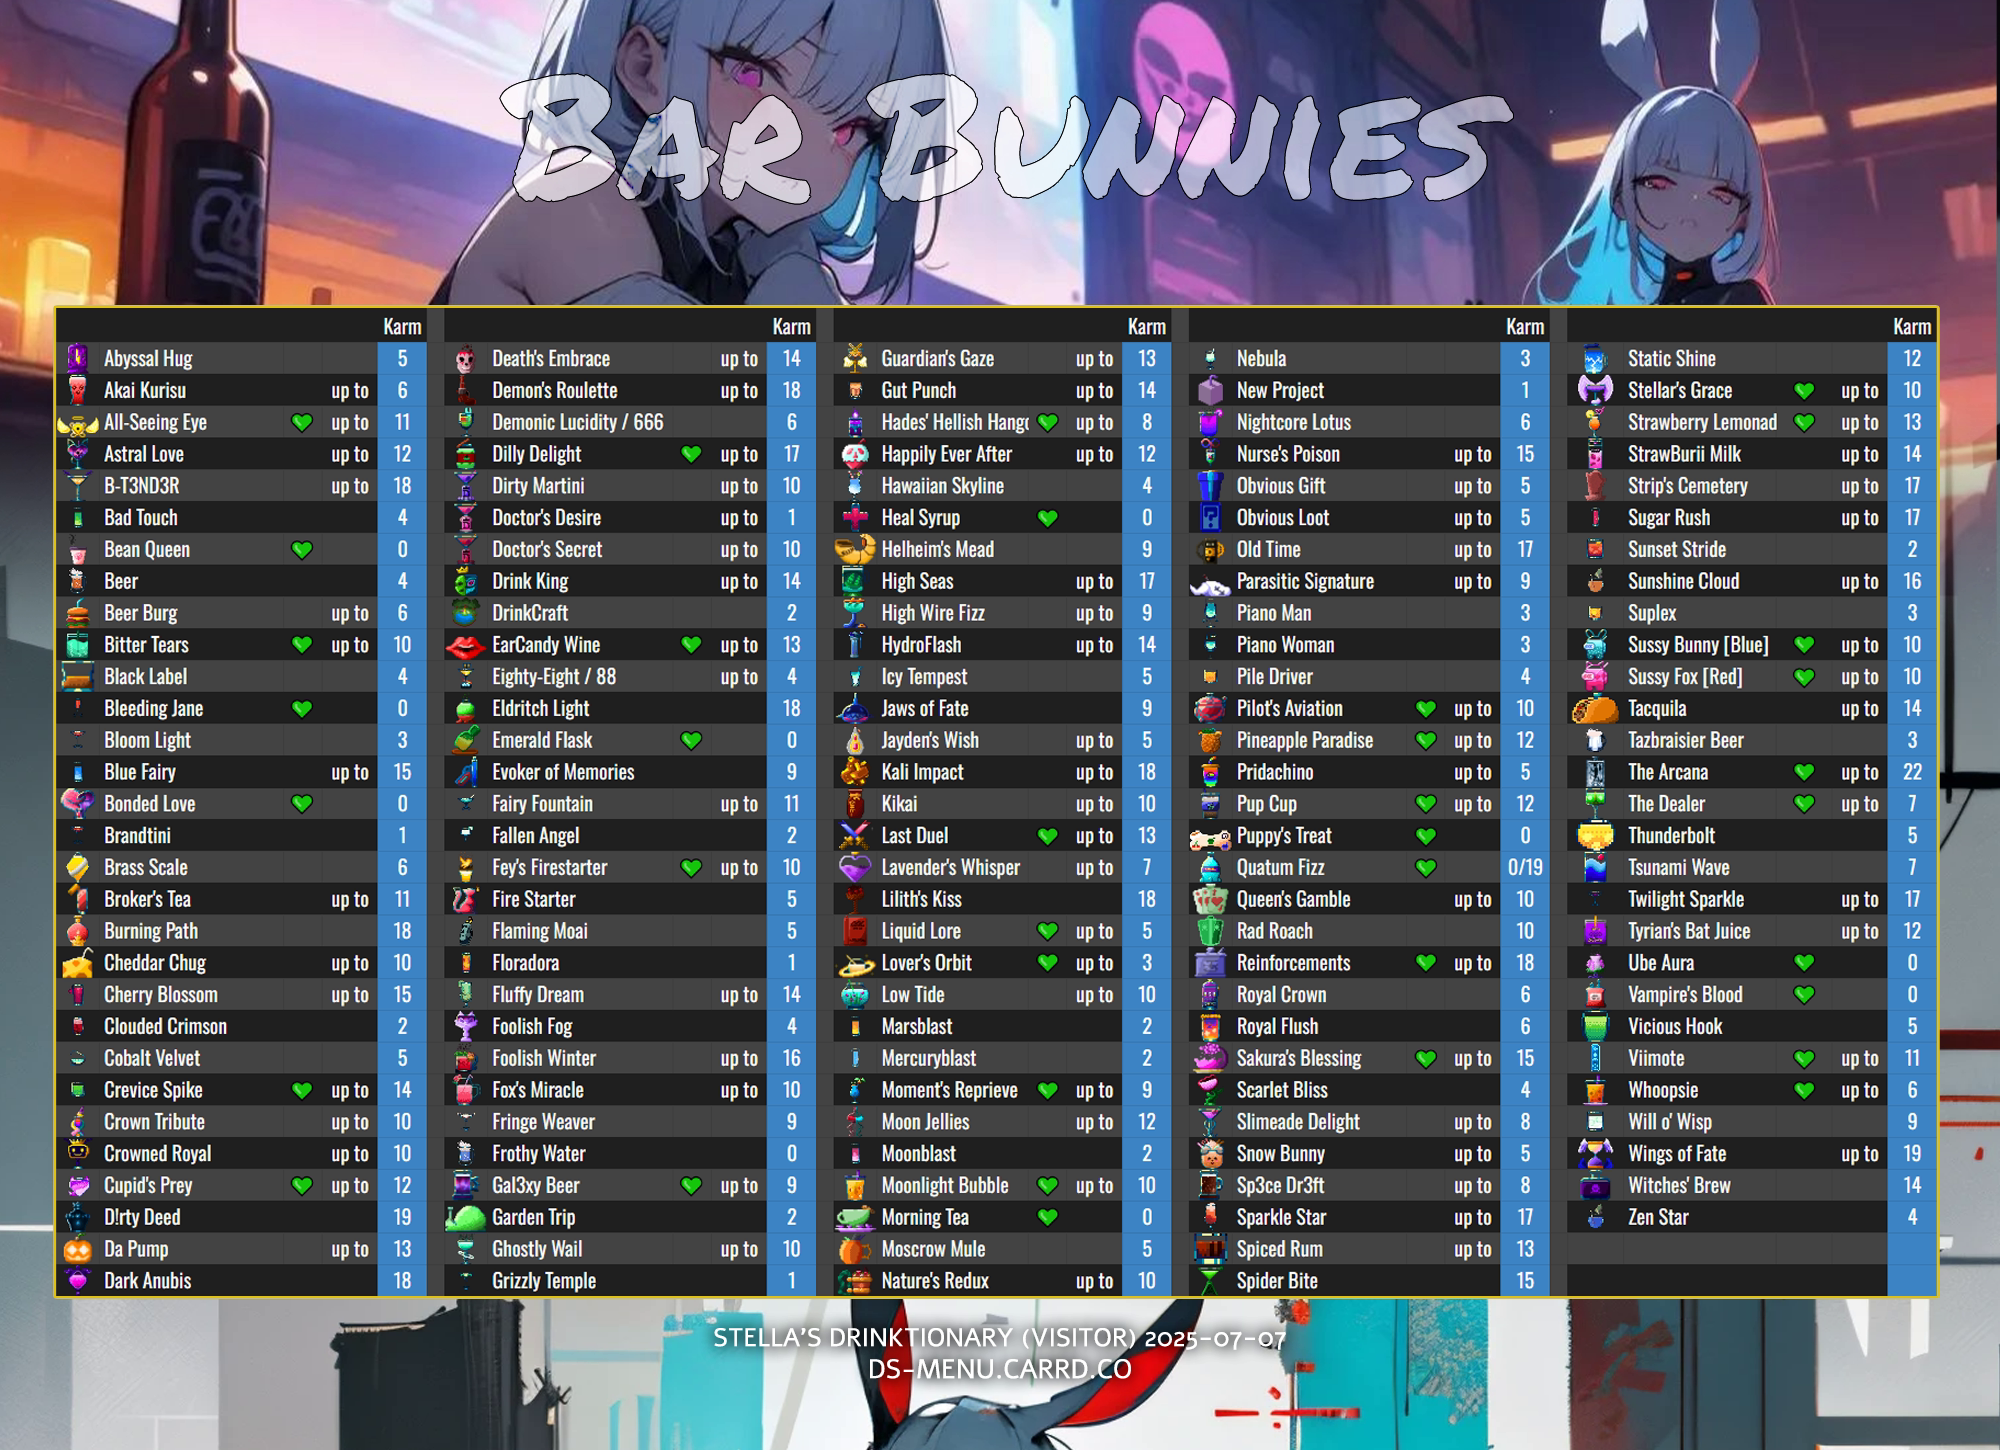 BAR BUNNIES
Karm
Abyssal Hug 5
Akai Kurisu up to 6
All-Seeing Eye up to 11
Astral Love up to 12
B-T3ND3R up to 18
Bad Touch 4
Bean Queen 0
Beer 4
Beer Burg up to 6
Bitter Tears up to 10
Black Label 4
Bleeding Jane 0
Bloom Light 3
Blue Fairy up to 15
Bonded Love 0
Brandtini 1
Brass Scale 6
Broker's Tea up to 11
Burning Path 18
Cheddar Chug up to 10
Cherry Blossom up to 15
Clouded Crimson 2
Cobalt Velvet 5
Crevice Spike up to 14
Crown Tribute up to 10
Crowned Royal up to 10
Cupid's Prey up to 12
D!rty Deed 19
Da Pump up to 13
Dark Anubis 18
Karm
Death's Embrace up to 14
Demon's Roulette up to 18
Demonic Lucidity / 666 6
Dilly Delight up to 17
Dirty Martini up to 10
Doctor's Desire up to 1
Doctor's Secret up to 10
Drink King up to 14
DrinkCraft 2
EarCandy Wine up to 13
Eighty-Eight / 88 up to 4
Eldritch Light 18
Emerald Flask 0
Evoker of Memories 9
Fairy Fountain up to 11
Fallen Angel 2
Fey's Firestarter up to 10
Fire Starter 5
Flaming Moai 5
Floradora 1
Fluffy Dream up to 14
Foolish Fog 4
Foolish Winter up to 16
Fox's Miracle up to 10
Fringe Weaver 9
Frothy Water 0
Gal3xy Beer up to 9
Garden Trip 2
Ghostly Wail up to 10
Grizzly Temple 1
Karm
Guardian's Gaze up to 13
Gut Punch up to 14
Hades' Hellish Hang up to 8
Happily Ever After up to 12
Hawaiian Skyline 4
Heal Syrup 0
Helheim's Mead 9
High Seas up to 17
High Wire Fizz up to 9
HydroFlash up to 14
Icy Tempest 5
Jaws of Fate 9
Jayden's Wish up to 5
Kali Impact up to 18
Kikai up to 10
Last Duel up to 13
Lavender's Whisper up to 7
Lilith's Kiss 18
Liquid Lore up to 5
Lover's Orbit up to 3
Low Tide up to 10
Marsblast 2
Mercuryblast 2
Moment's Reprieve up to 9
Moon Jellies up to 12
Moonblast 2
Moonlight Bubble up to 10
Morning Tea 0
Moscrow Mule 5
Nature's Redux up to 10
Karm
Nebula 3
New Project 1
Nightcore Lotus 6
Nurse's Poison up to 15
Obvious Gift up to 5
Obvious Loot up to 5
Old Time up to 17
Parasitic Signature up to 9
Piano Man 3
Piano Woman 3
Pile Driver 4
Pilot's Aviation up to 10
Pineapple Paradise up to 12
Pridachino up to 5
Pup Cup up to 12
Puppy's Treat 0
Quatum Fizz 0/19
Queen's Gamble up to 10
Rad Roach 10
Reinforcements up to 18
Royal Crown 6
Royal Flush 6
Sakura's Blessing up to 15
Scarlet Bliss 4
Slimeade Delight up to 8
Snow Bunny up to 5
Sp3ce Dr3ft up to 8
Sparkle Star up to 17
Spiced Rum up to 13
Spider Bite 15
Karm
Static Shine 12
Stellar's Grace up to 10
Strawberry Lemonad up to 13
StrawBurii Milk up to 14
Strip's Cemetery up to 17
Sugar Rush up to 17
Sunset Stride 2
Sunshine Cloud up to 16
Suplex 3
Sussy Bunny [Blue] up to 10
Sussy Fox [Red] up to 10
Tacquila up to 14
Tazbraisier Beer 3
The Arcana up to 22
The Dealer up to 7
Thunderbolt 5
Tsunami Wave 7
Twilight Sparkle up to 17
Tyrian's Bat Juice up to 12
Ube Aura 0
Vampire's Blood 0
Vicious Hook 5
Viimote up to 11
Whoopsie up to 6
Will o' Wisp 9
Wings of Fate up to 19
Witches' Brew 14
Zen Star 4
STELLA'S DRINKTIONARY (VISITOR) 2025-07-07
DS-MENU.CARRD.CO